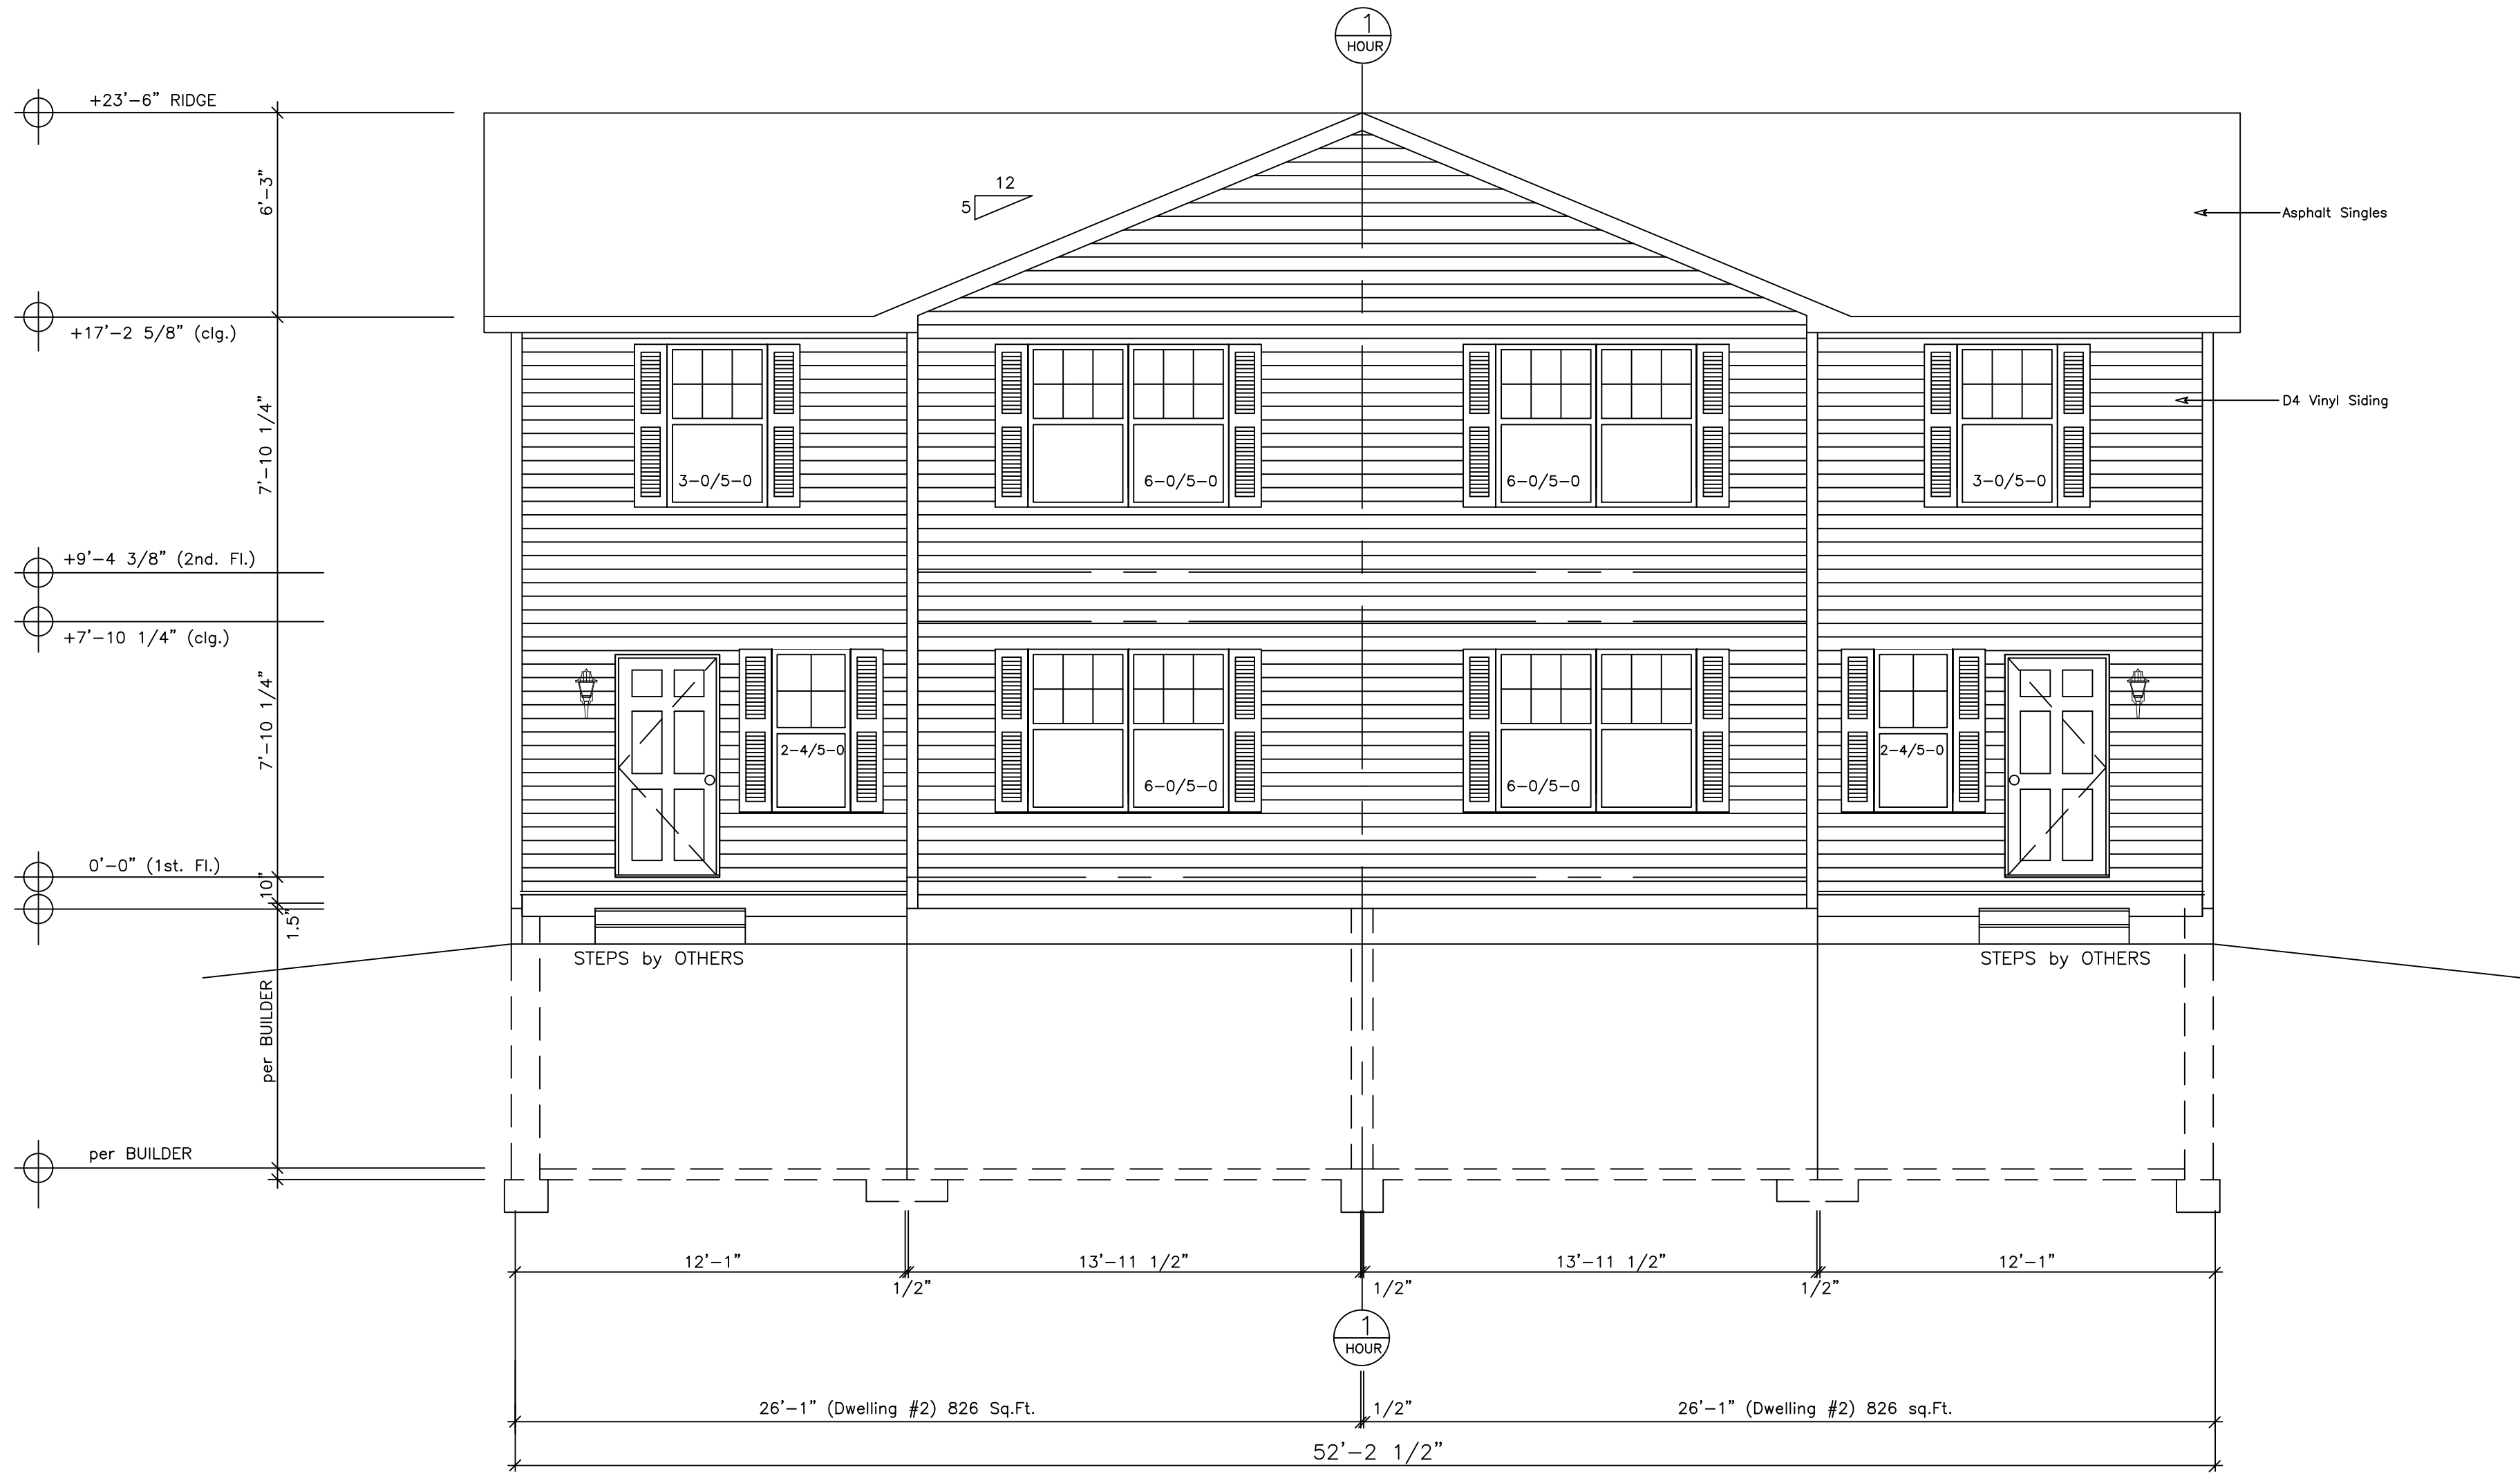 1
HOUR
+23'-6" RIDGE
6'-3"
12
5
Asphalt Singles
+17'-2 5/8" (clg.)
7'-10 1/4"
D4 Vinyl Siding
3-0/5-0
6-0/5-0
6-0/5-0
3-0/5-0
+9'-4 3/8" (2nd. Fl.)
+7'-10 1/4" (clg.)
7'-10 1/4"
2-4/5-0
6-0/5-0
6-0/5-0
2-4/5-0
0'-0" (1st. Fl.)
10"
1.5"
STEPS by OTHERS
STEPS by OTHERS
per BUILDER
per BUILDER
12'-1"
13'-11 1/2"
13'-11 1/2"
12'-1"
1/2"
1/2"
1/2"
1
HOUR
26'-1" (Dwelling #2) 826 Sq.Ft.
1/2"
26'-1" (Dwelling #2) 826 sq.Ft.
52'-2 1/2"